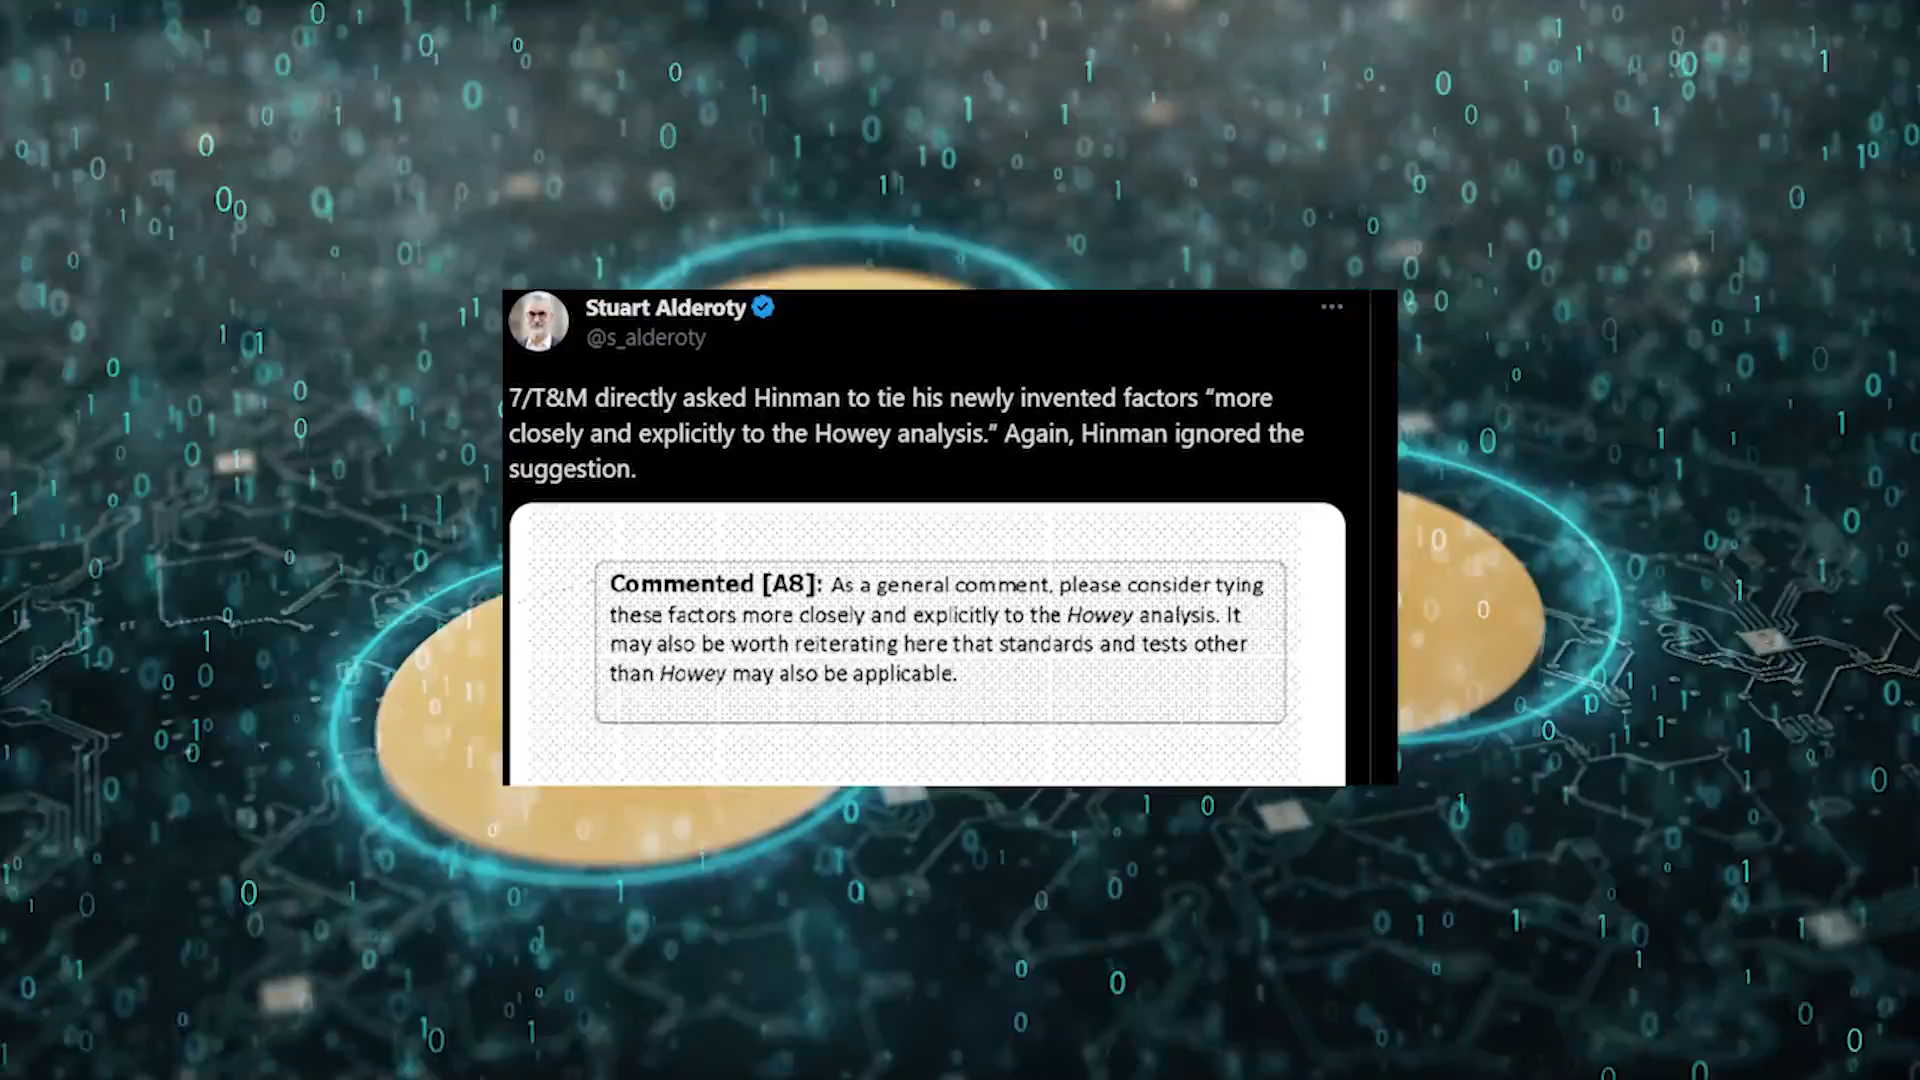 Stuart Alderoty
@s_alderoty
7/T&M directly asked Hinman to tie his newly invented factors “more
closely and explicitly to the Howey analysis.” Again, Hinman ignored the
suggestion.
Commented [A8]: As a general comment, please consider tying
these factors more closely and explicitly to the Howey analysis. It
may also be worth reiterating here that standards and tests other
than Howey may also be applicable.